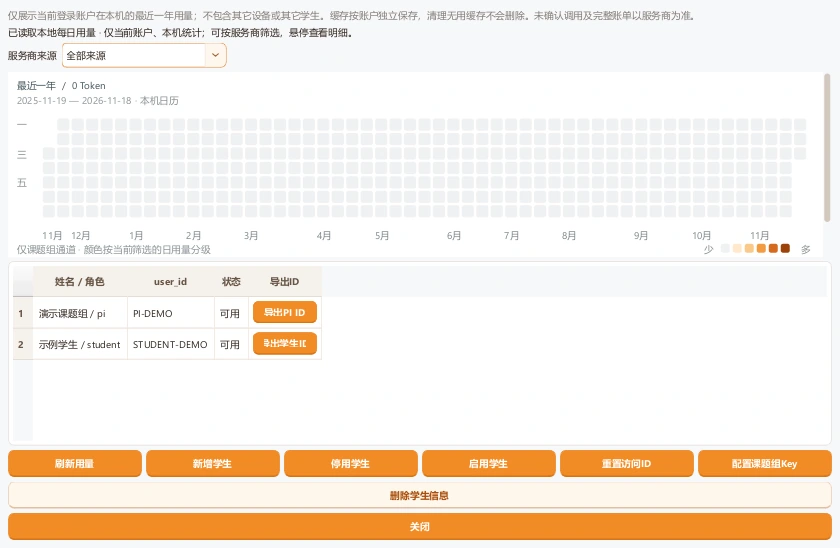 仅展示当前登录账户在本机的最近一年用量；不包含其它设备或其它学生。缓存按账户独立保存，清理无用缓存不会删除。未确认调用及完整账单以服务商为准。
已读取本地每日用量 · 仅当前账户、本机统计；可按服务商筛选，悬停查看明细。
服务商来源 全部来源
最近一年 / 0 Token
2025-11-19 — 2026-11-18 · 本机日历
一
三
五
11月 12月 1月 2月 3月 4月 5月 6月 7月 8月 9月 10月 11月
仅课题组通道 · 颜色按当前筛选的日用量分级 少 多
姓名 / 角色 user_id 状态 导出ID
1 演示课题组 / pi PI-DEMO 可用 导出PI ID
2 示例学生 / student STUDENT-DEMO 可用 导出学生ID
刷新用量 新增学生 停用学生 启用学生 重置访问ID 配置课题组Key
删除学生信息
关闭